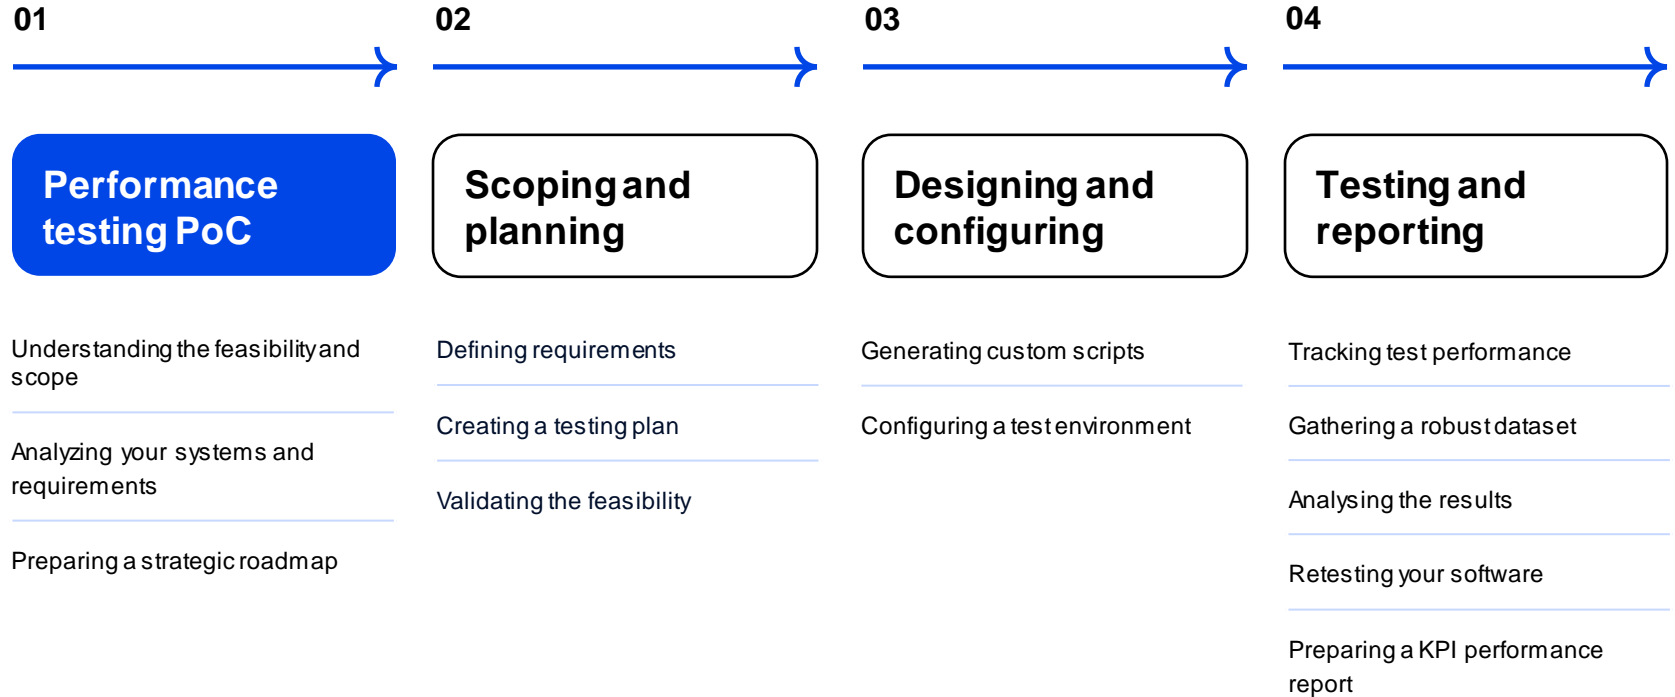 01
Performance
testing PoC
Understanding the feasibility and
scope
Analyzing your systems and
requirements
Preparing a strategic roadmap
02
Scoping and
planning
Defining requirements
Creating a testing plan
Validating the feasibility
03
Designing and
configuring
Generating custom scripts
Configuring a test environment
04
Testing and
reporting
Tracking test performance
Gathering a robust dataset
Analysing the results
Retesting your software
Preparing a KPI performance
report